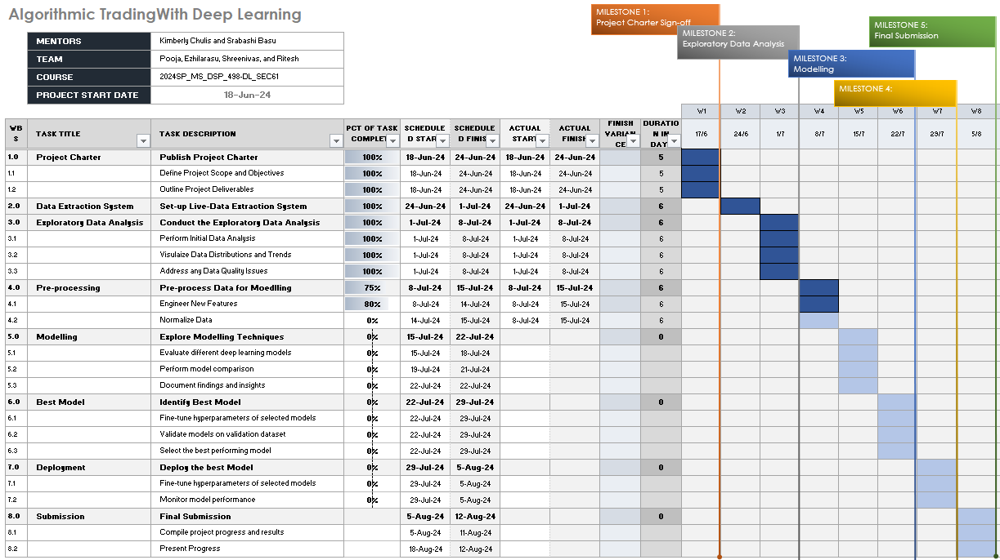 Algorithmic TradingWith Deep Learning
MILESTONE 1:
Project Charter Sign-off
MILESTONE 2:
Exploratory Data Analysis
MILESTONE 5:
Final Submission
MILESTONE 3:
Modelling
MILESTONE 4:
MENTORS Kimberly Chulis and Srabashi Basu
TEAM Pooja, Ezhilarasu, Shreenivas, and Ritesh
COURSE 2024SP_MS_DSP_498-DL_SEC61
PROJECT START DATE 18-Jun-24
W1 W2 W3 W4 W5 W6 W7 W8
WB S TASK TITLE TASK DESCRIPTION PCT OF TASK COMPLET SCHEDULE D STAR SCHEDULE D FINIS ACTUAL START ACTUAL FINISH FINISH VARIAN CE DURATIO N IN DAY 17/6 24/6 1/7 8/7 15/7 22/7 29/7 5/8
1.0 Project Charter Publish Project Charter 100% 18-Jun-24 24-Jun-24 18-Jun-24 24-Jun-24 5
1.1 Define Project Scope and Objectives 100% 18-Jun-24 24-Jun-24 18-Jun-24 24-Jun-24 5
1.2 Outline Project Deliverables 100% 18-Jun-24 24-Jun-24 18-Jun-24 24-Jun-24 5
2.0 Data Extraction System Set-up Live-Data Extraction System 100% 24-Jun-24 1-Jul-24 24-Jun-24 1-Jul-24 6
3.0 Exploratory Data Analysis Conduct the Exploratory Data Analysis 100% 1-Jul-24 8-Jul-24 1-Jul-24 8-Jul-24 6
3.1 Perform Initial Data Analysis 100% 1-Jul-24 8-Jul-24 1-Jul-24 8-Jul-24 6
3.2 Visulaize Data Distributions and Trends 100% 1-Jul-24 8-Jul-24 1-Jul-24 8-Jul-24 6
3.3 Address any Data Quality Issues 100% 1-Jul-24 8-Jul-24 1-Jul-24 8-Jul-24 6
4.0 Pre-processing Pre-process Data for Moedlling 75% 8-Jul-24 15-Jul-24 8-Jul-24 15-Jul-24 6
4.1 Engineer New Features 80% 8-Jul-24 14-Jul-24 8-Jul-24 15-Jul-24 6
4.2 Normalize Data 0% 14-Jul-24 15-Jul-24 8-Jul-24 15-Jul-24 6
5.0 Modelling Explore Modelling Techniques 0% 15-Jul-24 22-Jul-24 0
5.1 Evaluate different deep learning models 0% 15-Jul-24 18-Jul-24
5.2 Perform model comparison 0% 19-Jul-24 21-Jul-24
5.3 Document findings and insights 0% 22-Jul-24 22-Jul-24
6.0 Best Model Identify Best Model 0% 22-Jul-24 29-Jul-24 0
6.1 Fine-tune hyperparameters of selected models 0% 22-Jul-24 29-Jul-24
6.2 Validate models on validation dataset 0% 22-Jul-24 29-Jul-24
6.3 Select the best performing model 0% 22-Jul-24 29-Jul-24
7.0 Deployment Deploy the best Model 0% 29-Jul-24 5-Aug-24 0
7.1 Fine-tune hyperparameters of selected models 0% 29-Jul-24 5-Aug-24
7.2 Monitor model performance 0% 29-Jul-24 5-Aug-24
8.0 Submission Final Submission 5-Aug-24 12-Aug-24 0
8.1 Compile project progress and results 5-Aug-24 11-Aug-24
8.2 Present Progress 18-Aug-24 12-Aug-24